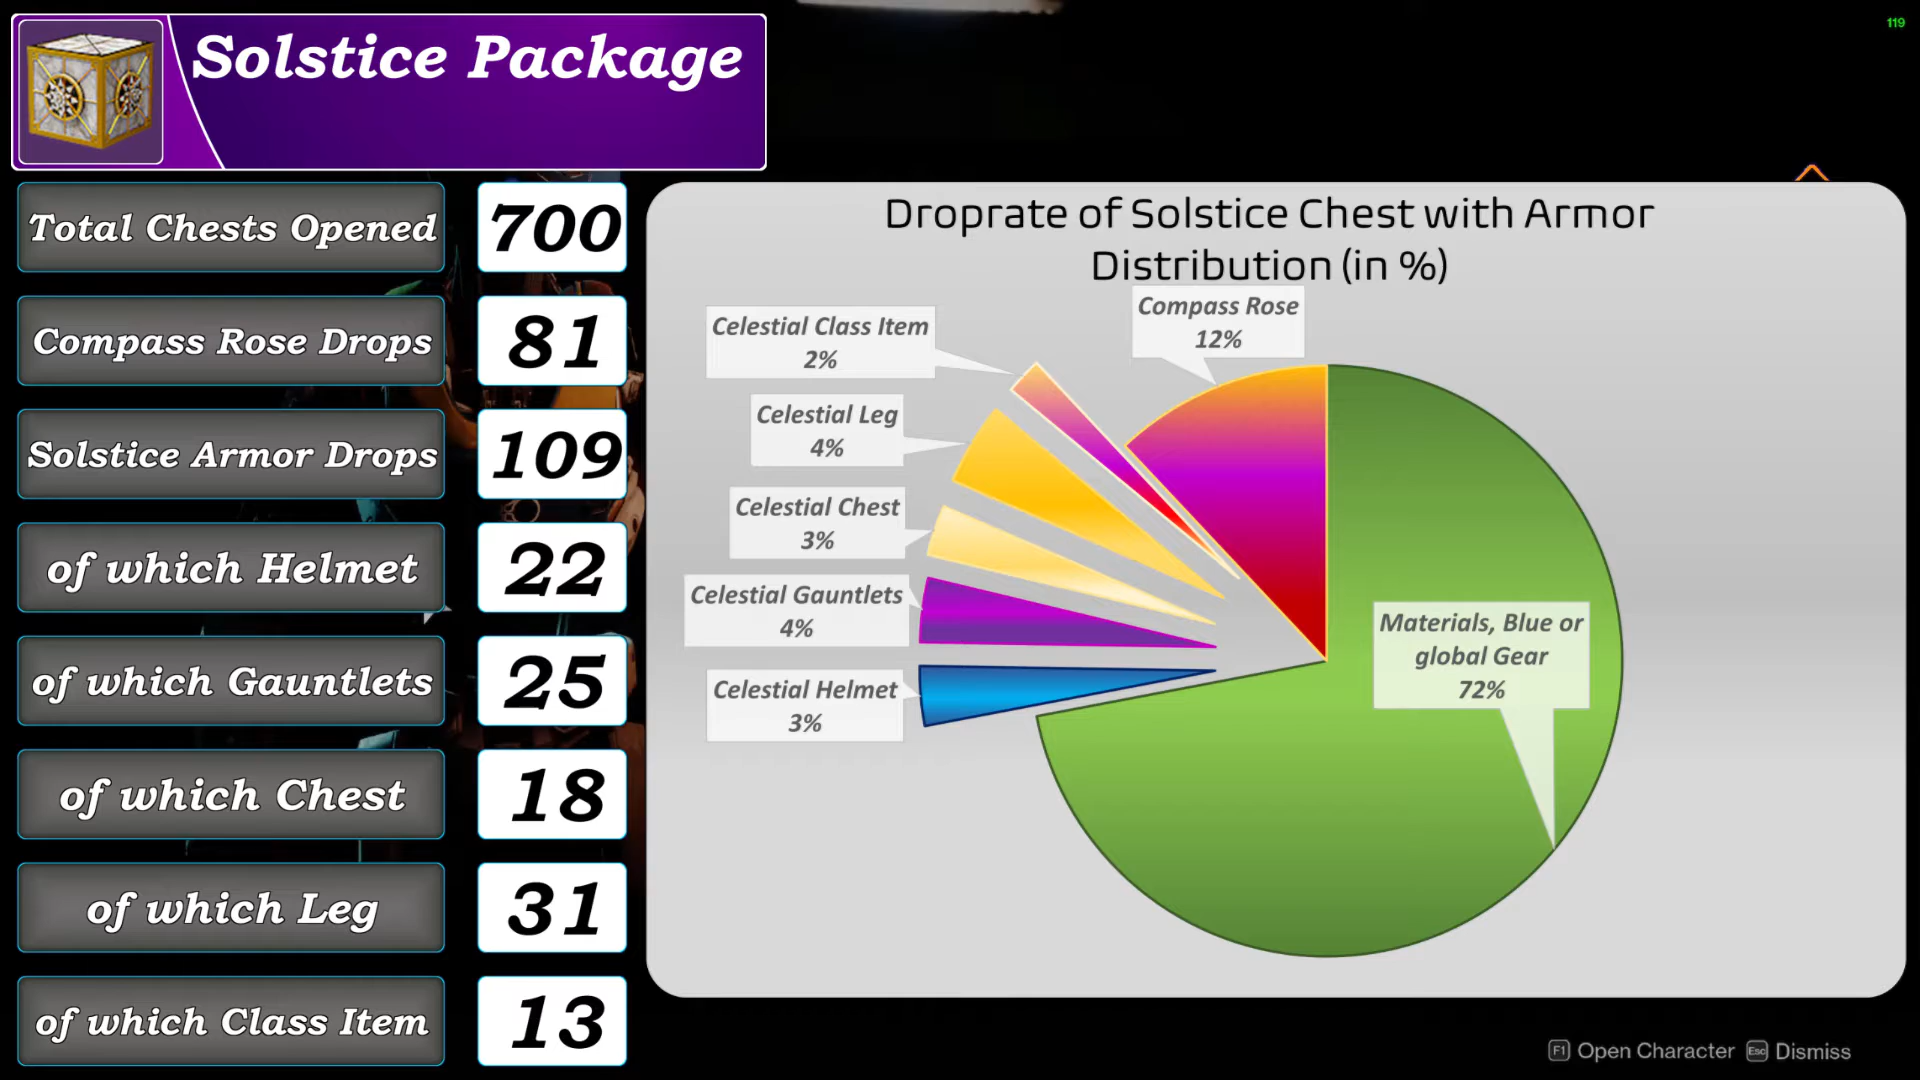 119
Solstice Package
Total Chests Opened 700
Compass Rose Drops 81
Solstice Armor Drops 109
of which Helmet 22
of which Gauntlets 25
of which Chest 18
of which Leg 31
of which Class Item 13
Droprate of Solstice Chest with Armor
Distribution (in %)
Compass Rose
12%
Celestial Class Item
2%
Celestial Leg
4%
Celestial Chest
3%
Celestial Gauntlets
4%
Celestial Helmet
3%
Materials, Blue or
global Gear
72%
F1 Open Character Esc Dismiss